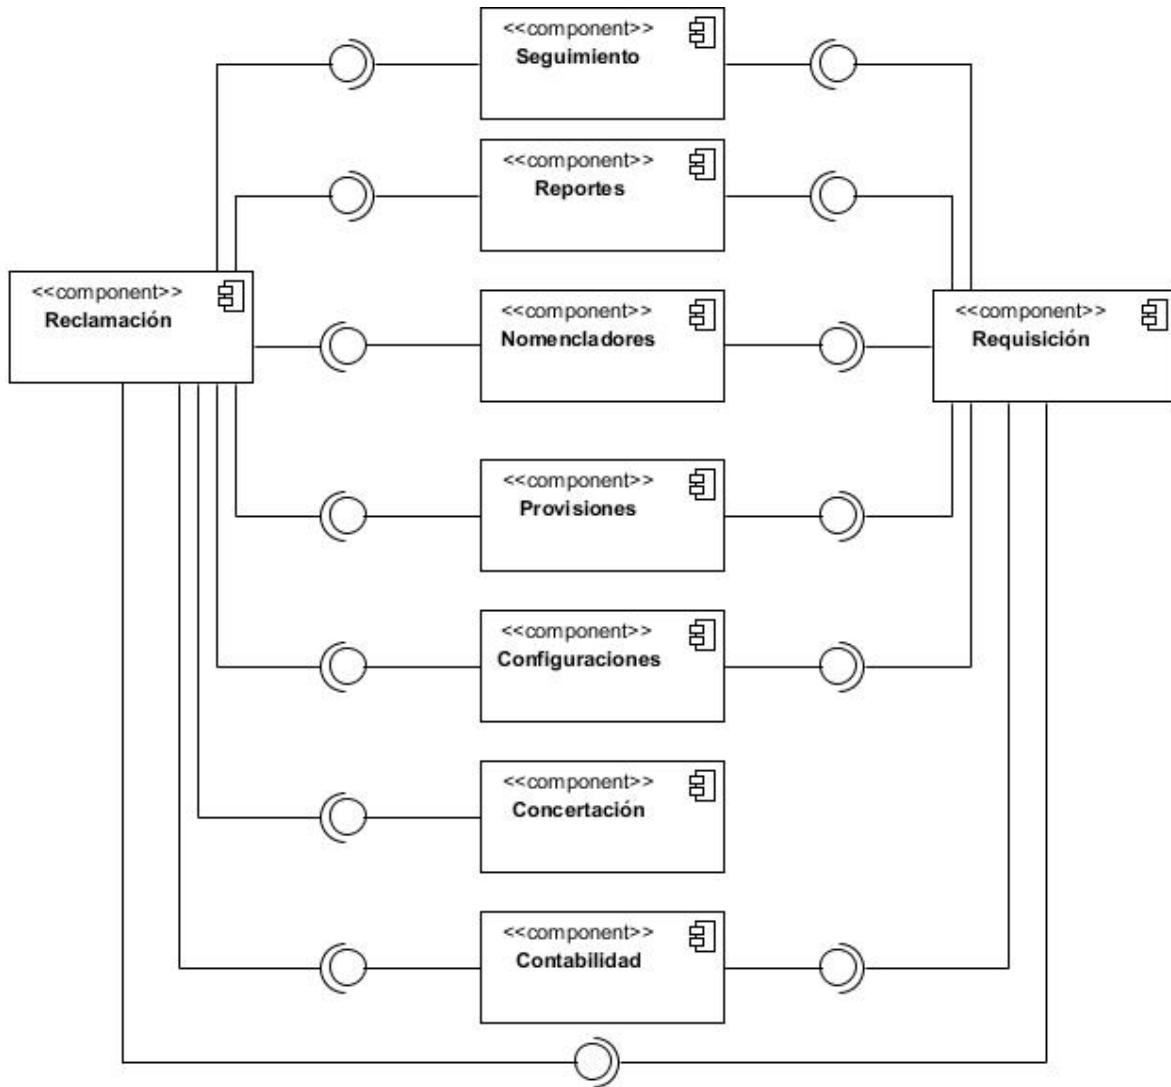 <<component>>
Seguimiento
<<component>>
Reportes
<<component>>
Reclamación
<<component>>
Nomencladores
<<component>>
Requisición
<<component>>
Provisiones
<<component>>
Configuraciones
<<component>>
Concertación
<<component>>
Contabilidad